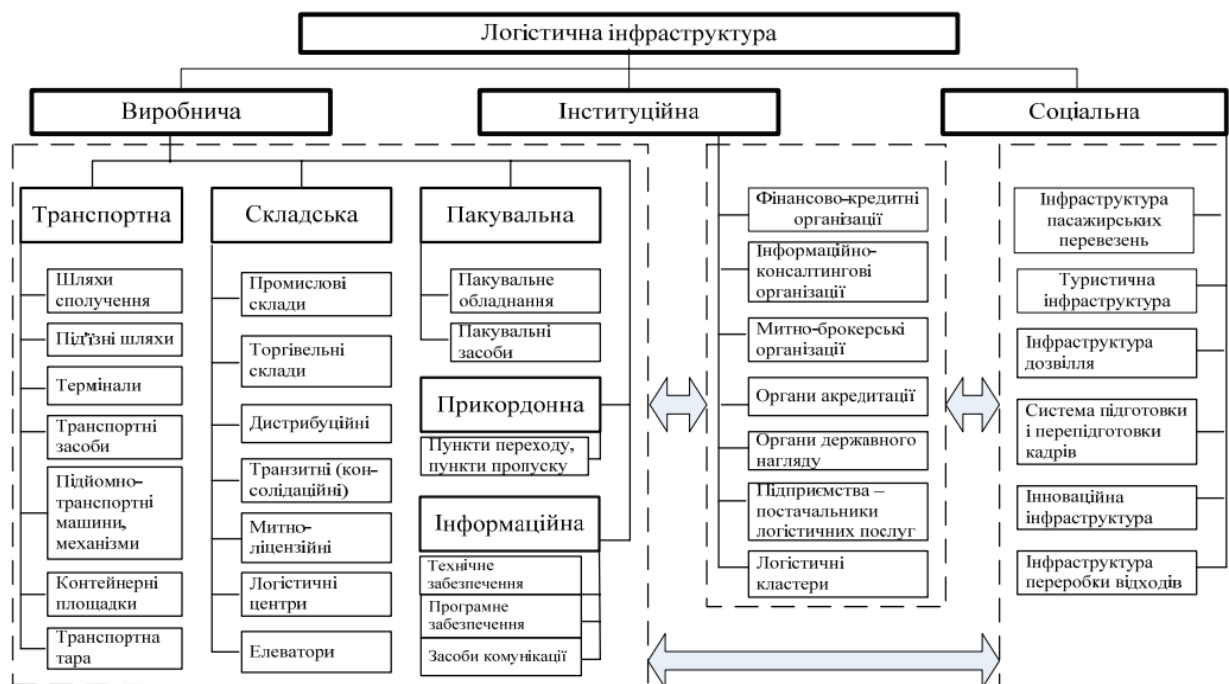 Логістична інфраструктура
Виробнича
Інституційна
Соціальна
Транспортна
Шляхи
сполучення
Під'їзні шляхи
Термінали
Транспортні
засоби
Підйомно-
транспортні
машини,
механізми
Контейнерні
площадки
Транспортна
тара
Складська
Промислові
склади
Торгівельні
склади
Дистрибуційні
Транзитні (кон-
солідаційні)
Митно-
ліцензійні
Логістичні
центри
Елеватори
Пакувальна
Пакувальне
обладнання
Пакувальні
засоби
Прикордонна
Пункти переходу,
пункти пропуску
Інформаційна
Технічне
забезпечення
Програмне
забезпечення
Засоби комунікації
Фінансово-кредитні
організації
Інформаційно-
консалтингові
організації
Митно-брокерські
організації
Органи акредитації
Органи державного
нагляду
Підприємства –
постачальники
логістичних послуг
Логістичні
кластери
Інфраструктура
пасажирських
перевезень
Туристична
інфраструктура
Інфраструктура
дозвілля
Система підготовки
і перепідготовки
кадрів
Інноваційна
інфраструктура
Інфраструктура
переробки відходів